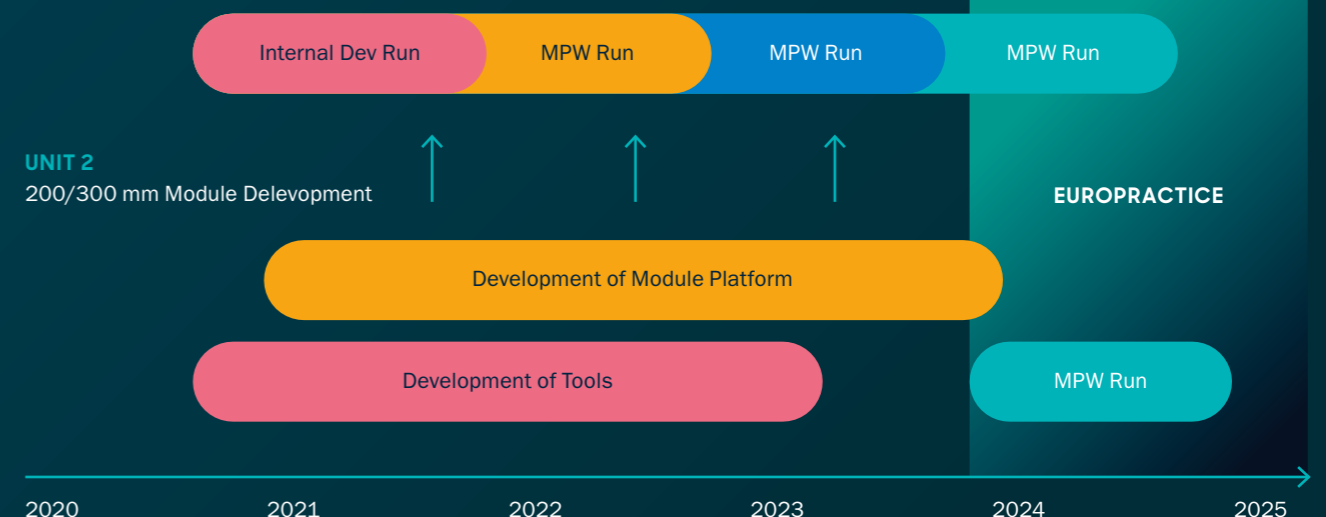 Internal Dev Run
MPW Run
MPW Run
MPW Run
UNIT 2
200/300 mm Module Delevopment
EUROPRACTICE
Development of Module Platform
Development of Tools
MPW Run
2020
2021
2022
2023
2024
2025